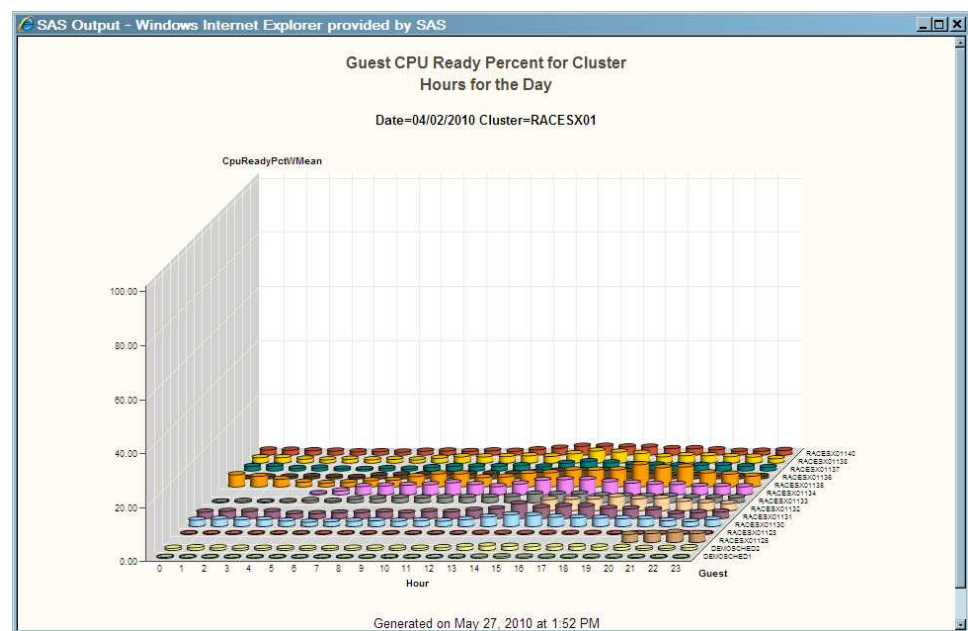 SAS Output - Windows Internet Explorer provided by SAS
Guest CPU Ready Percent for Cluster
Hours for the Day
Date=04/02/2010 Cluster=RACESX01
CpuReadyPctWMean
100.00
80.00
60.00
40.00
20.00
0.00
RACESX01140
RACESX01138
RACESX01137
RACESX01136
RACESX01135
RACESX01134
RACESX01133
RACESX01132
RACESX01131
RACESX01130
RACESX01128
RACESX01126
DEMOSCHED2
DEMOSCHED1
0 1 2 3 4 5 6 7 8 9 10 11 12 13 14 15 16 17 18 19 20 21 22 23
Hour
Guest
Generated on May 27, 2010 at 1:52 PM